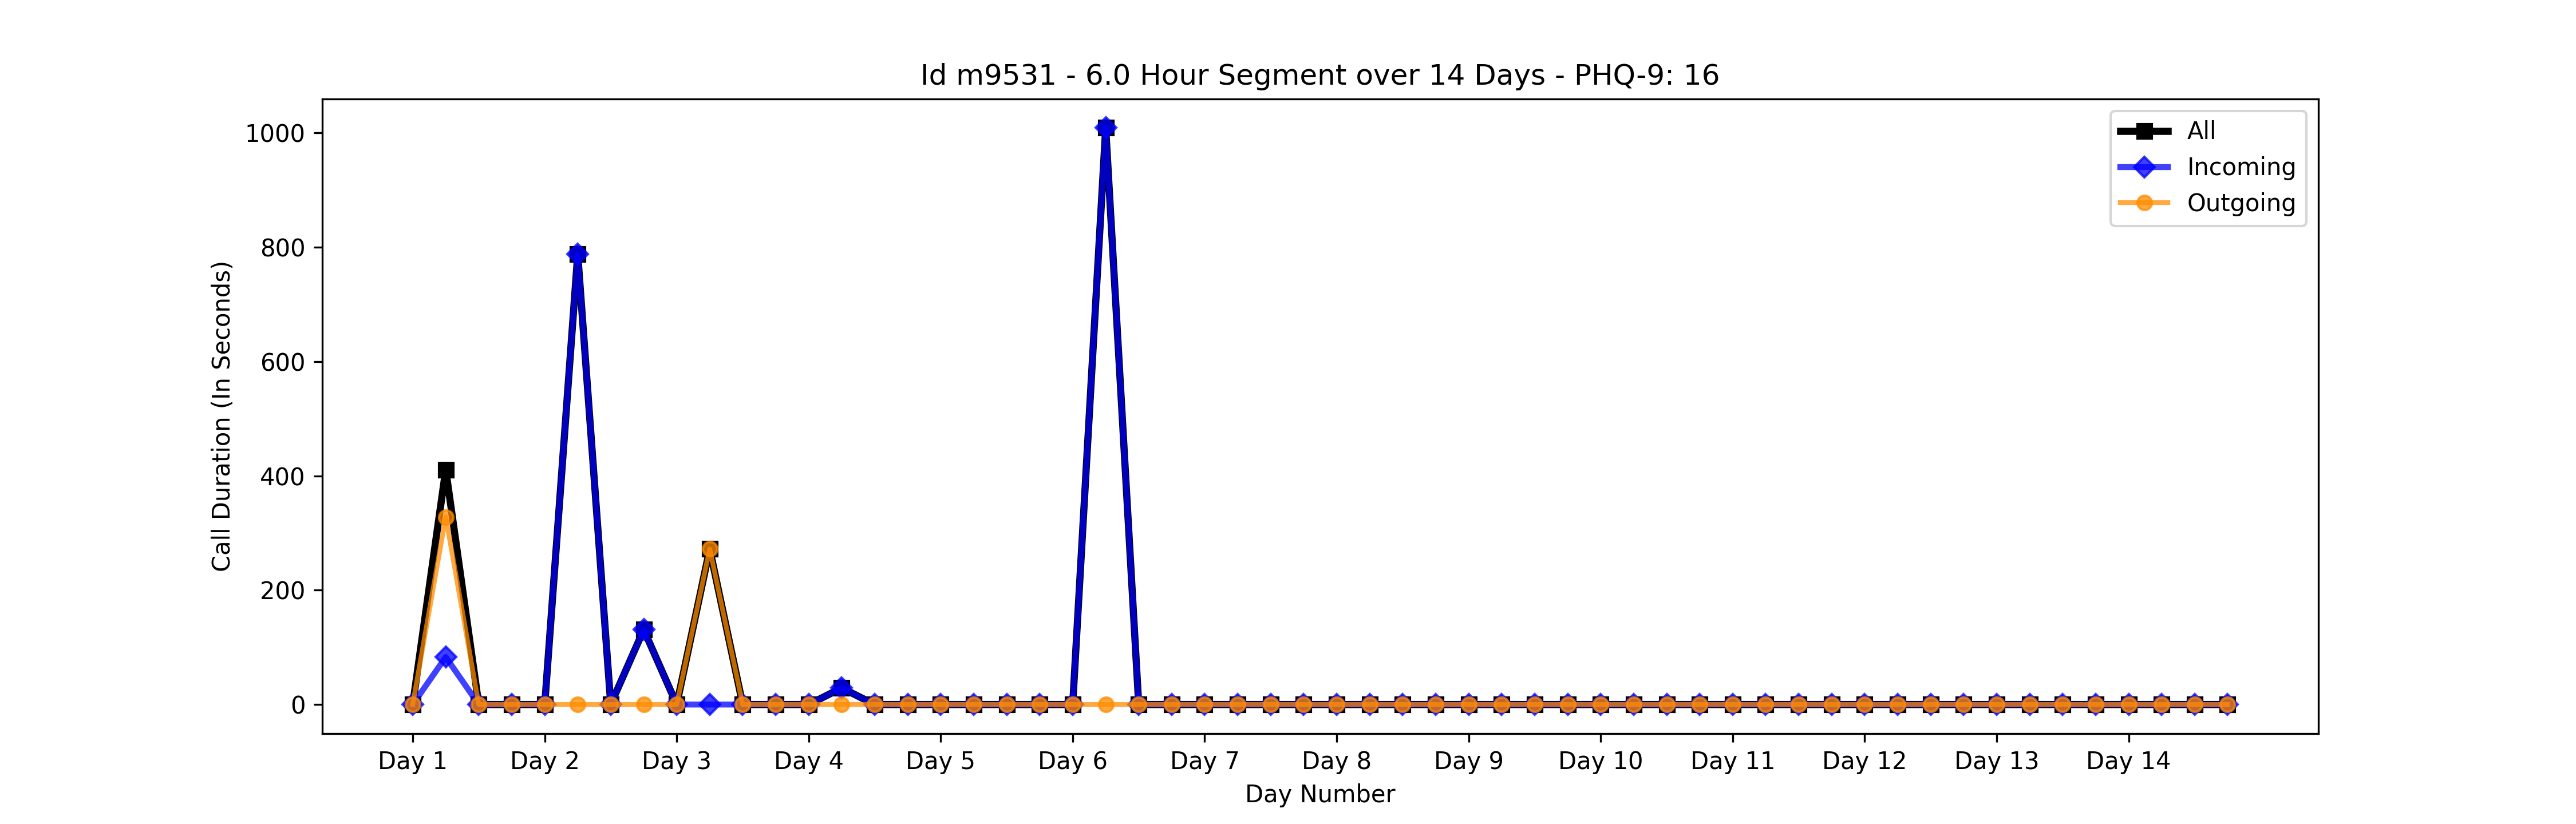 Id m9531 - 6.0 Hour Segment over 14 Days - PHQ-9: 16
All
Incoming
Outgoing
Call Duration (In Seconds)
1000
800
600
400
200
0
Day 1 Day 2 Day 3 Day 4 Day 5 Day 6 Day 7 Day 8 Day 9 Day 10 Day 11 Day 12 Day 13 Day 14
Day Number